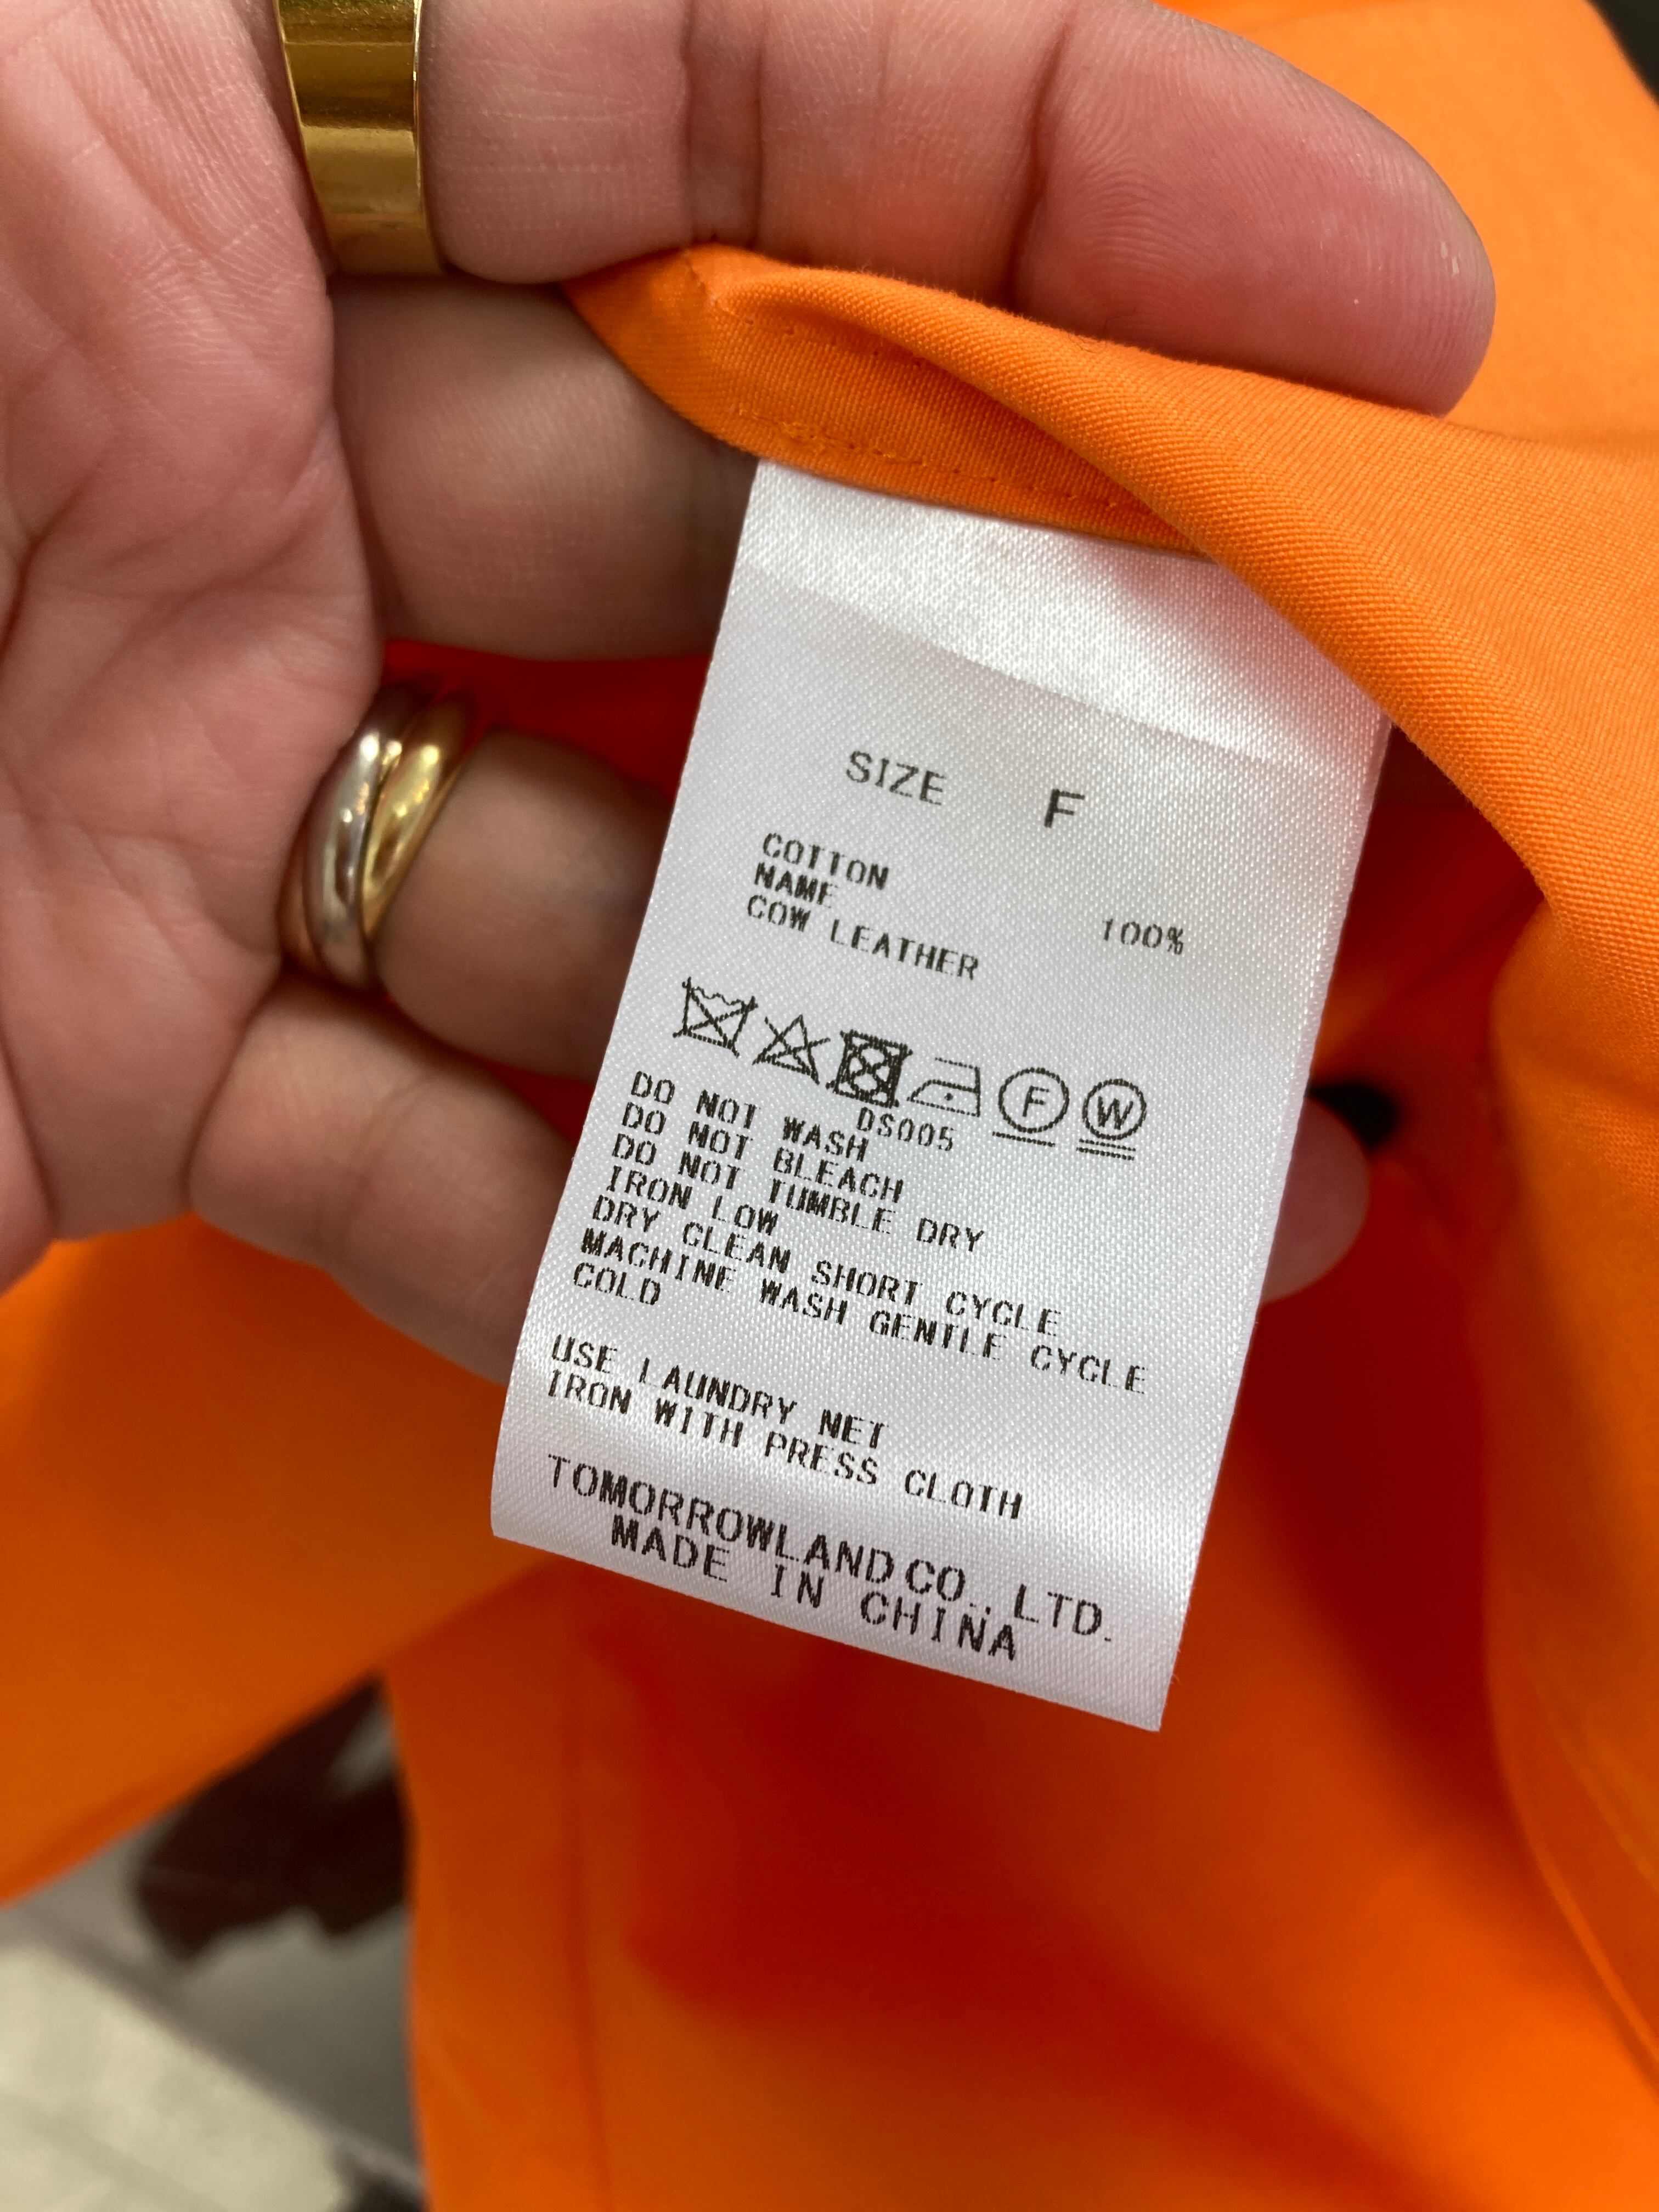 SIZE F
COTTON 100%
NAME
COW LEATHER
F W
DS005
DO NOT WASH
DO NOT BLEACH
DO NOT TUMBLE DRY
IRON LOW
DRY CLEAN SHORT CYCLE
MACHINE WASH GENTLE CYCLE
COLD
USE LAUNDRY NET
IRON WITH PRESS CLOTH
TOMORROWLAND CO., LTD.
MADE IN CHINA